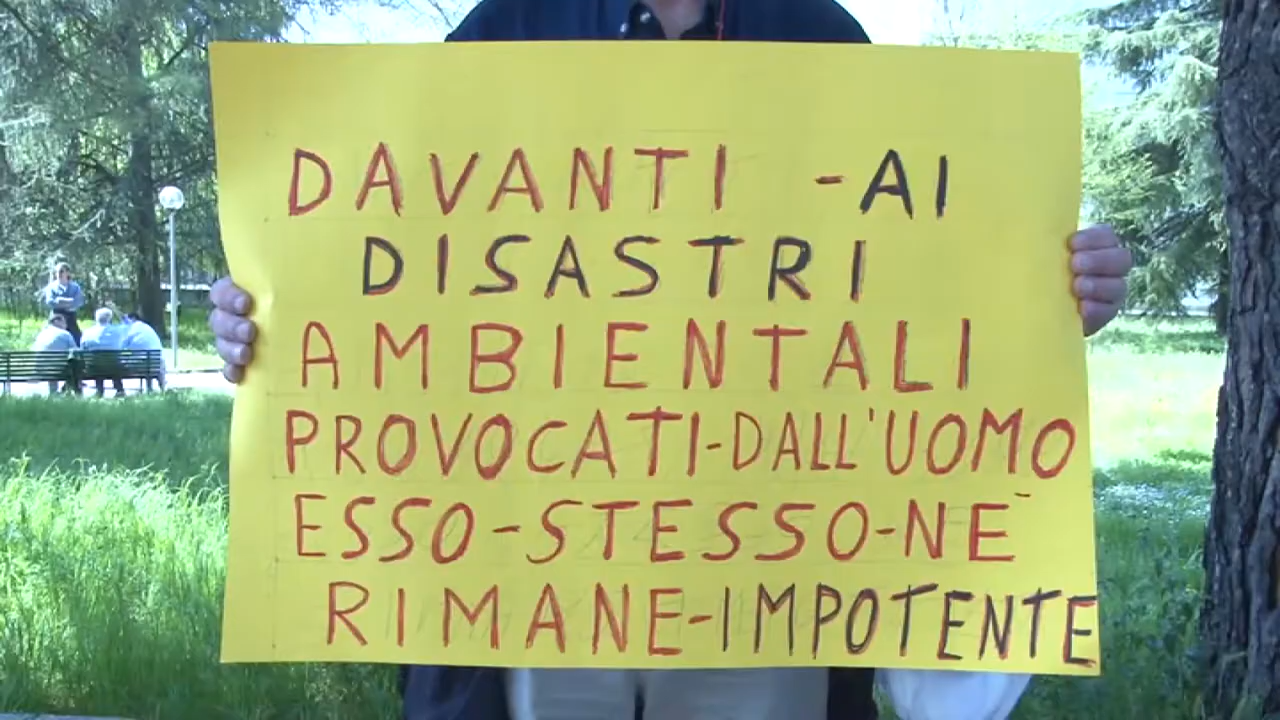 DAVANTI -AI
DISASTRI
AMBIENTALI
PROVOCATI-DALL'UOMO
ESSO-STESSO-NE¯
RIMANE-IMPOTENTE